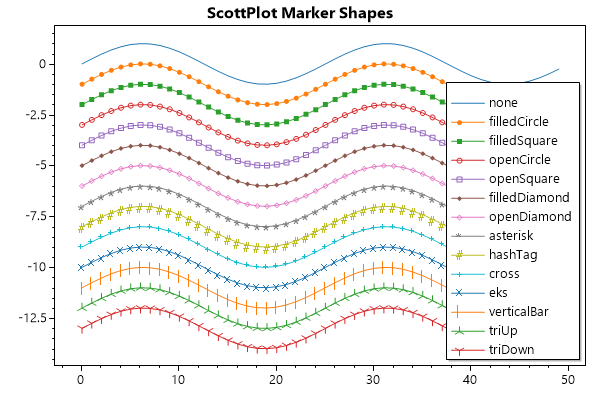 ScottPlot Marker Shapes
0
-2.5
-5
-7.5
-10
-12.5
none
filledCircle
filledSquare
openCircle
openSquare
filledDiamond
openDiamond
asterisk
hashTag
cross
eks
verticalBar
triUp
triDown
0 10 20 30 40 50